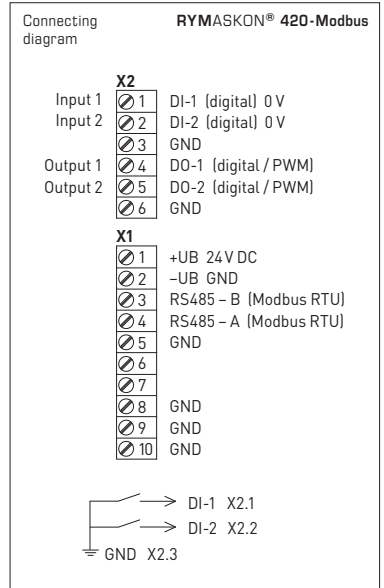 Connecting diagram RYMASKON® 420-Modbus
X2
Input 1 1 DI-1 (digital) 0 V
Input 2 2 DI-2 (digital) 0 V
3 GND
Output 1 4 DO-1 (digital / PWM)
Output 2 5 DO-2 (digital / PWM)
6 GND
X1
1 +UB 24 V DC
2 –UB GND
3 RS485 – B (Modbus RTU)
4 RS485 – A (Modbus RTU)
5 GND
6
7
8 GND
9 GND
10 GND
DI-1 X2.1
DI-2 X2.2
GND X2.3